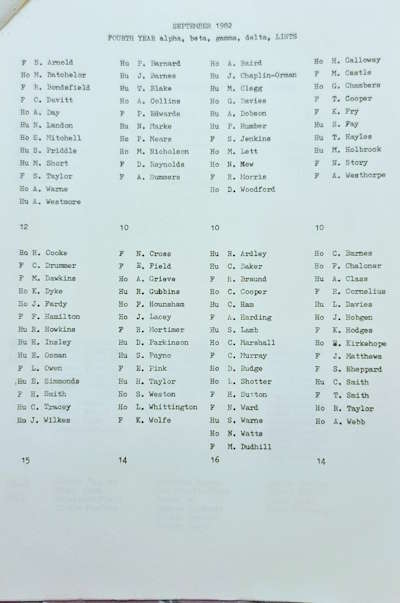 SEPTEMBER 1982
FOURTH YEAR alpha, beta, gamma, delta, LISTS
F S. Arnold
Ho M. Batchelor
F R. Bondsfield
F C. Davitt
Ho A. Day
Hu N. Landon
Ho E. Mitchell
Hu S. Priddle
Hu M. Short
F S. Taylor
Ho A. Warne
Hu A. Westmore
12
Ho P. Barnard
Hu J. Barnes
Hu T. Blake
Ho A. Collins
F P. Edwards
Hu N. Marke
Ho P. Mears
Ho M. Nicholson
F D. Reynolds
F A. Summers
10
Ho A. Baird
Hu J. Chaplin-Orman
Hu M. Clegg
Ho G. Davies
Hu A. Dobson
Hu P. Humber
F S. Jenkins
Ho M. Lett
Ho N. Mew
F R. Morris
Ho D. Woodford
10
Ho H. Calloway
F M. Castle
Ho G. Chambers
F T. Cooper
F K. Fry
Hu S. Fay
Hu T. Hayles
Hu M. Holbrook
F N. Story
F A. Westhorpe
10
Ho H. Cooke
F C. Drummer
F M. Dawkins
Ho K. Dyke
Ho J. Fardy
F F. Hamilton
Hu R. Howkins
Hu H. Insley
Hu E. Osman
F L. Owen
Hu B. Simmonds
F H. Smith
Hu C. Tracey
Ho J. Wilkes
15
F N. Cross
F E. Field
Ho A. Grieve
Hu R. Gubbins
Ho P. Hounsham
Ho J. Lacey
F B. Mortimer
Hu D. Parkinson
Hu S. Payne
F E. Pink
Hu H. Taylor
Hu S. Weston
Ho L. Whittington
F K. Wolfe
14
Hu R. Ardley
Hu C. Baker
F H. Braund
Ho C. Cooper
Hu C. Ham
F A. Harding
Hu S. Lamb
Ho C. Marshall
F C. Murray
Ho D. Rudge
Ho L. Shotter
F H. Sutton
F N. Ward
Hu S. Warne
Ho N. Watts
F M. Dudhill
16
Ho C. Barnes
Ho F. Chaloner
Hu A. Class
F E. Cornelius
Hu L. Davies
Ho J. Hobgen
F K. Hodges
Ho Kirkehope
F J. Matthews
F S. Sheppard
Hu C. Smith
F T. Smith
Ho R. Taylor
Ho A. Webb
14